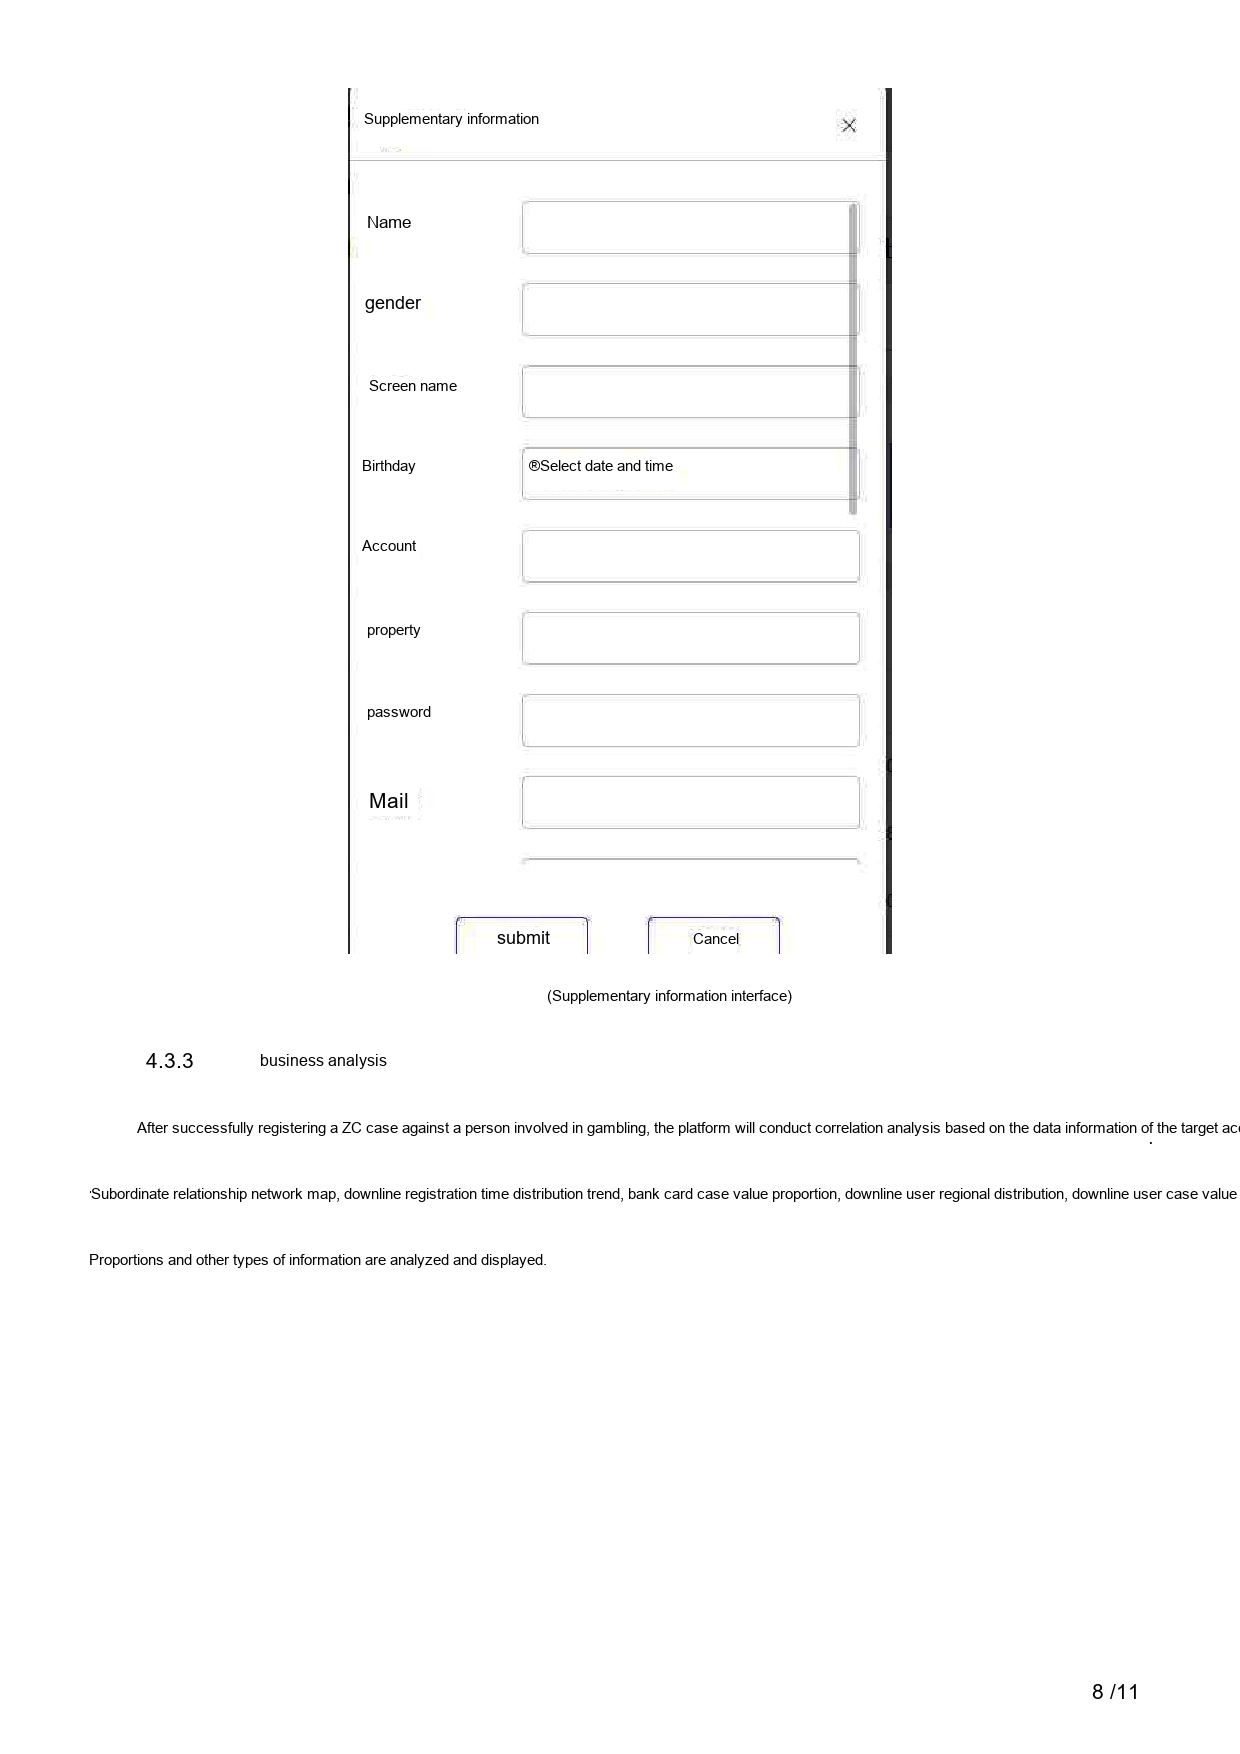 Supplementary information
Name
gender
Screen name
Birthday ®Select date and time
Account
property
password
Mail
submit Cancel
(Supplementary information interface)
4.3.3 business analysis
After successfully registering a ZC case against a person involved in gambling, the platform will conduct correlation analysis based on the data information of the target
Subordinate relationship network map, downline registration time distribution trend, bank card case value proportion, downline user regional distribution, downline user case value
Proportions and other types of information are analyzed and displayed.
8 /11